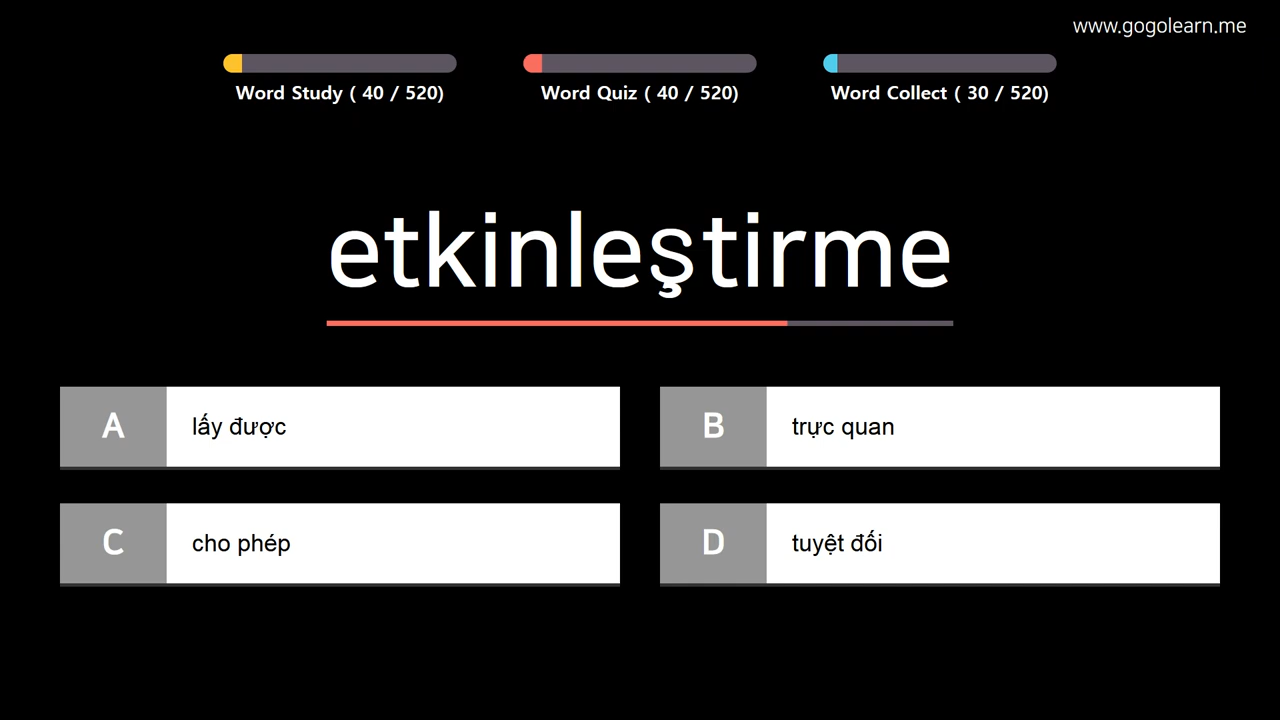 www.gogolearn.me
Word Study ( 40 / 520)
Word Quiz ( 40 / 520)
Word Collect ( 30 / 520)
etkinleştirme
A lấy được
B trực quan
C cho phép
D tuyệt đối